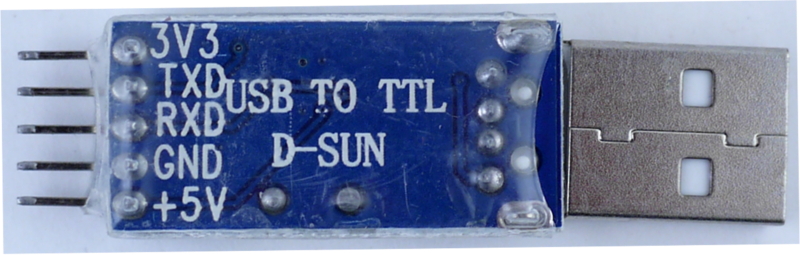 3V3
TXD
RXD
GND
+5V
USB TO TTL
D-SUN